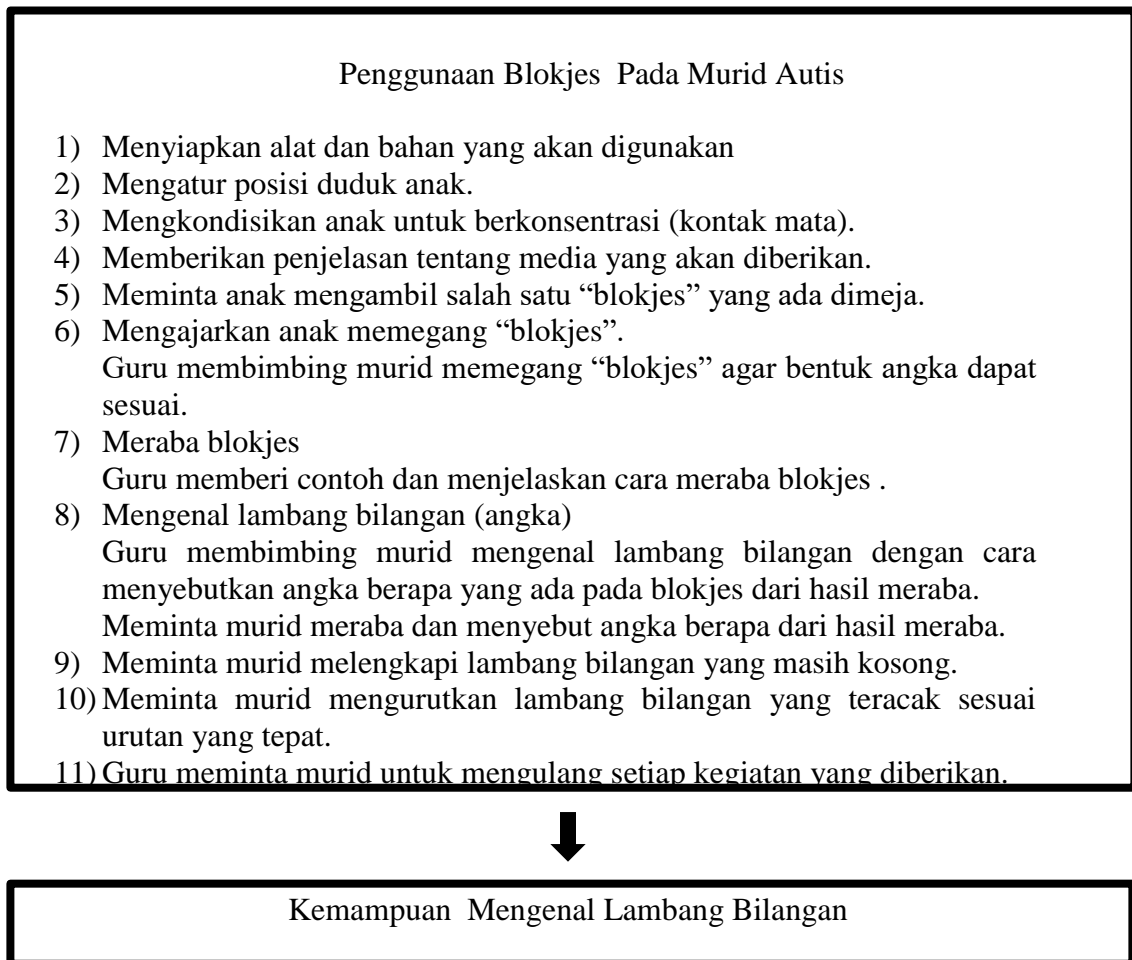 Penggunaan Blokjes Pada Murid Autis
1) Menyiapkan alat dan bahan yang akan digunakan
2) Mengatur posisi duduk anak.
3) Mengkondisikan anak untuk berkonsentrasi (kontak mata).
4) Memberikan penjelasan tentang media yang akan diberikan.
5) Meminta anak mengambil salah satu “blokjes” yang ada dimeja.
6) Mengajarkan anak memegang “blokjes”.
Guru membimbing murid memegang “blokjes” agar bentuk angka dapat
sesuai.
7) Meraba blokjes
Guru memberi contoh dan menjelaskan cara meraba blokjes .
8) Mengenal lambang bilangan (angka)
Guru membimbing murid mengenal lambang bilangan dengan cara
menyebutkan angka berapa yang ada pada blokjes dari hasil meraba.
Meminta murid meraba dan menyebut angka berapa dari hasil meraba.
9) Meminta murid melengkapi lambang bilangan yang masih kosong.
10) Meminta murid mengurutkan lambang bilangan yang teracak sesuai
urutan yang tepat.
11) Guru meminta murid untuk mengulang setiap kegiatan yang diberikan.
Kemampuan Mengenal Lambang Bilangan